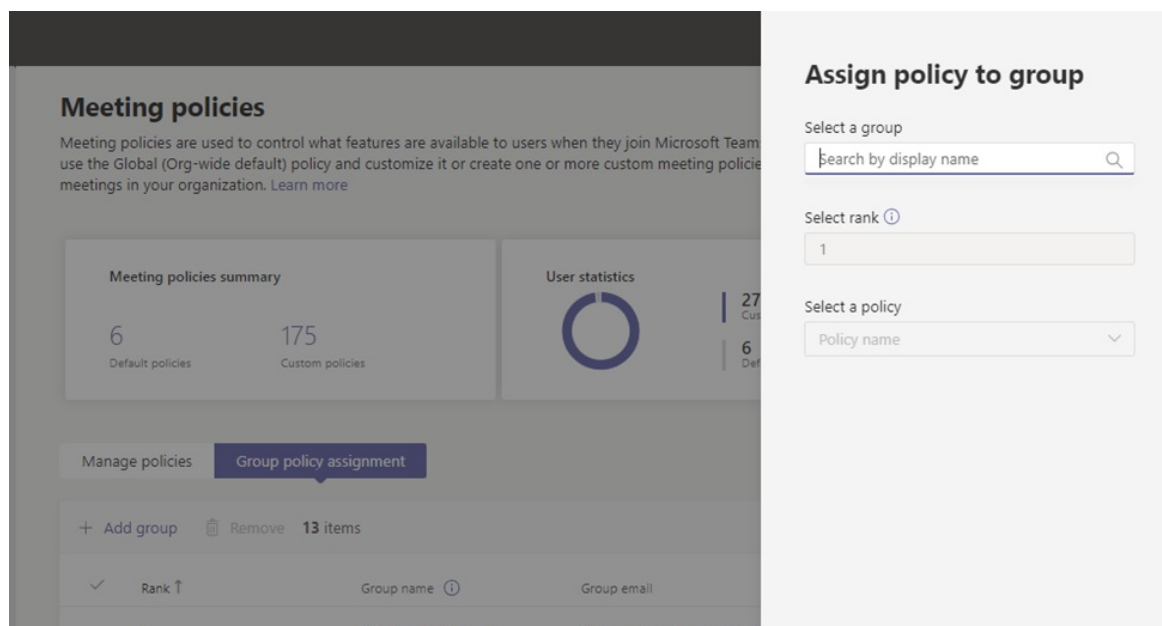 Meeting policies
Meeting policies are used to control what features are available to users when they join Microsoft Team
use the Global (Org-wide default) policy and customize it or create one or more custom meeting policie
meetings in your organization. Learn more
Meeting policies summary
6
Default policies
175
Custom policies
User statistics
27
Cus
6
Def
Manage policies
Group policy assignment
+ Add group Remove 13 items
Rank ↑ Group name Group email
Assign policy to group
Select a group
Search by display name
Select rank
1
Select a policy
Policy name